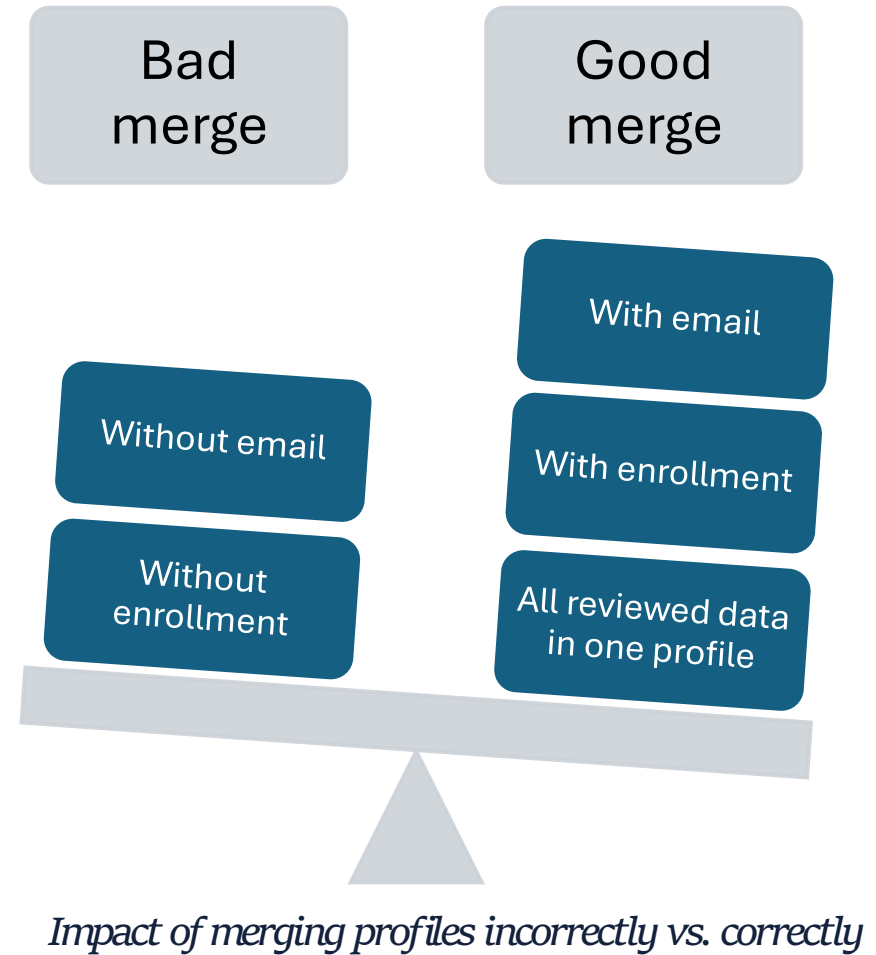 Bad
merge
Good
merge
Without email
Without
enrollment
With email
With enrollment
All reviewed data
in one profile
Impact of merging profiles incorrectly vs. correctly